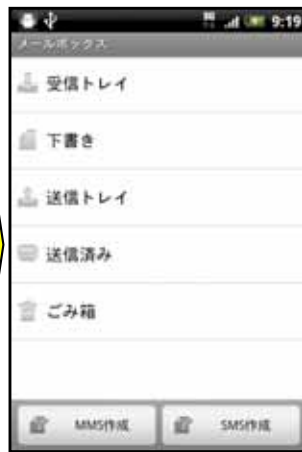 9:19
メールボックス
受信トレイ
下書き
送信トレイ
送信済み
ごみ箱
MMS作成
SMS作成